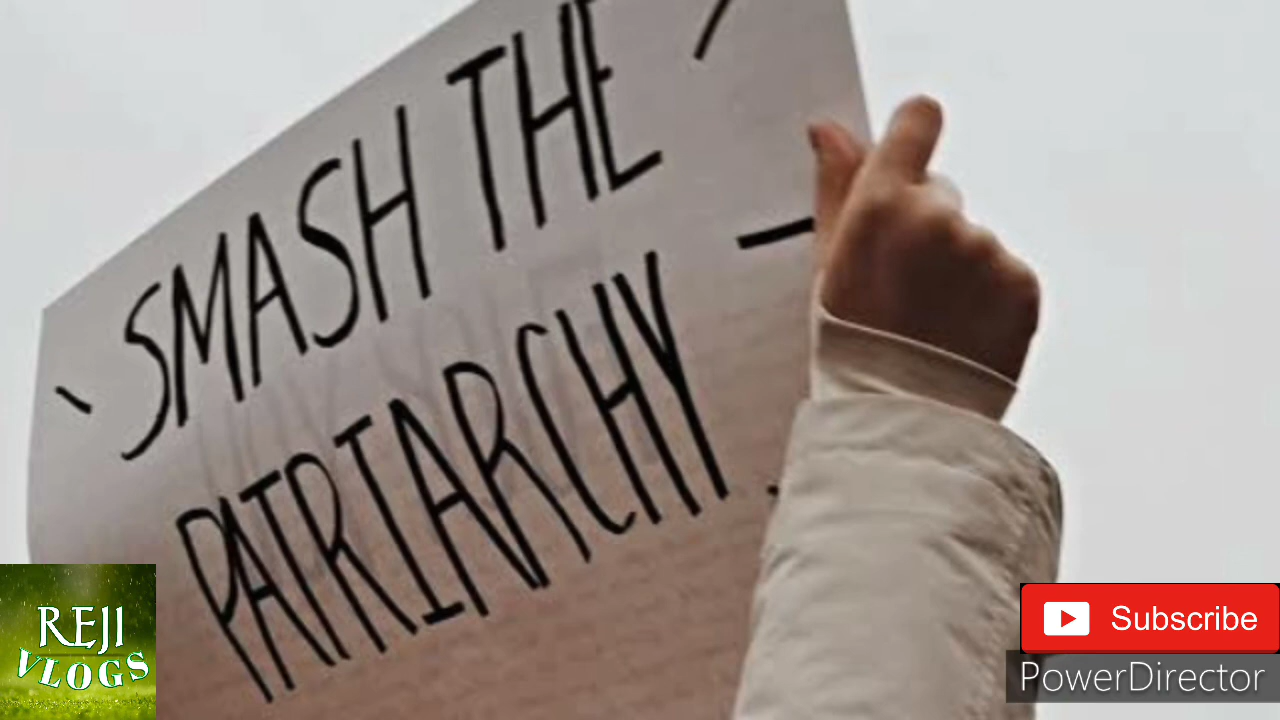 SMASH THE
PATRIARCHY
REJI
VLOGS
Subscribe
PowerDirector